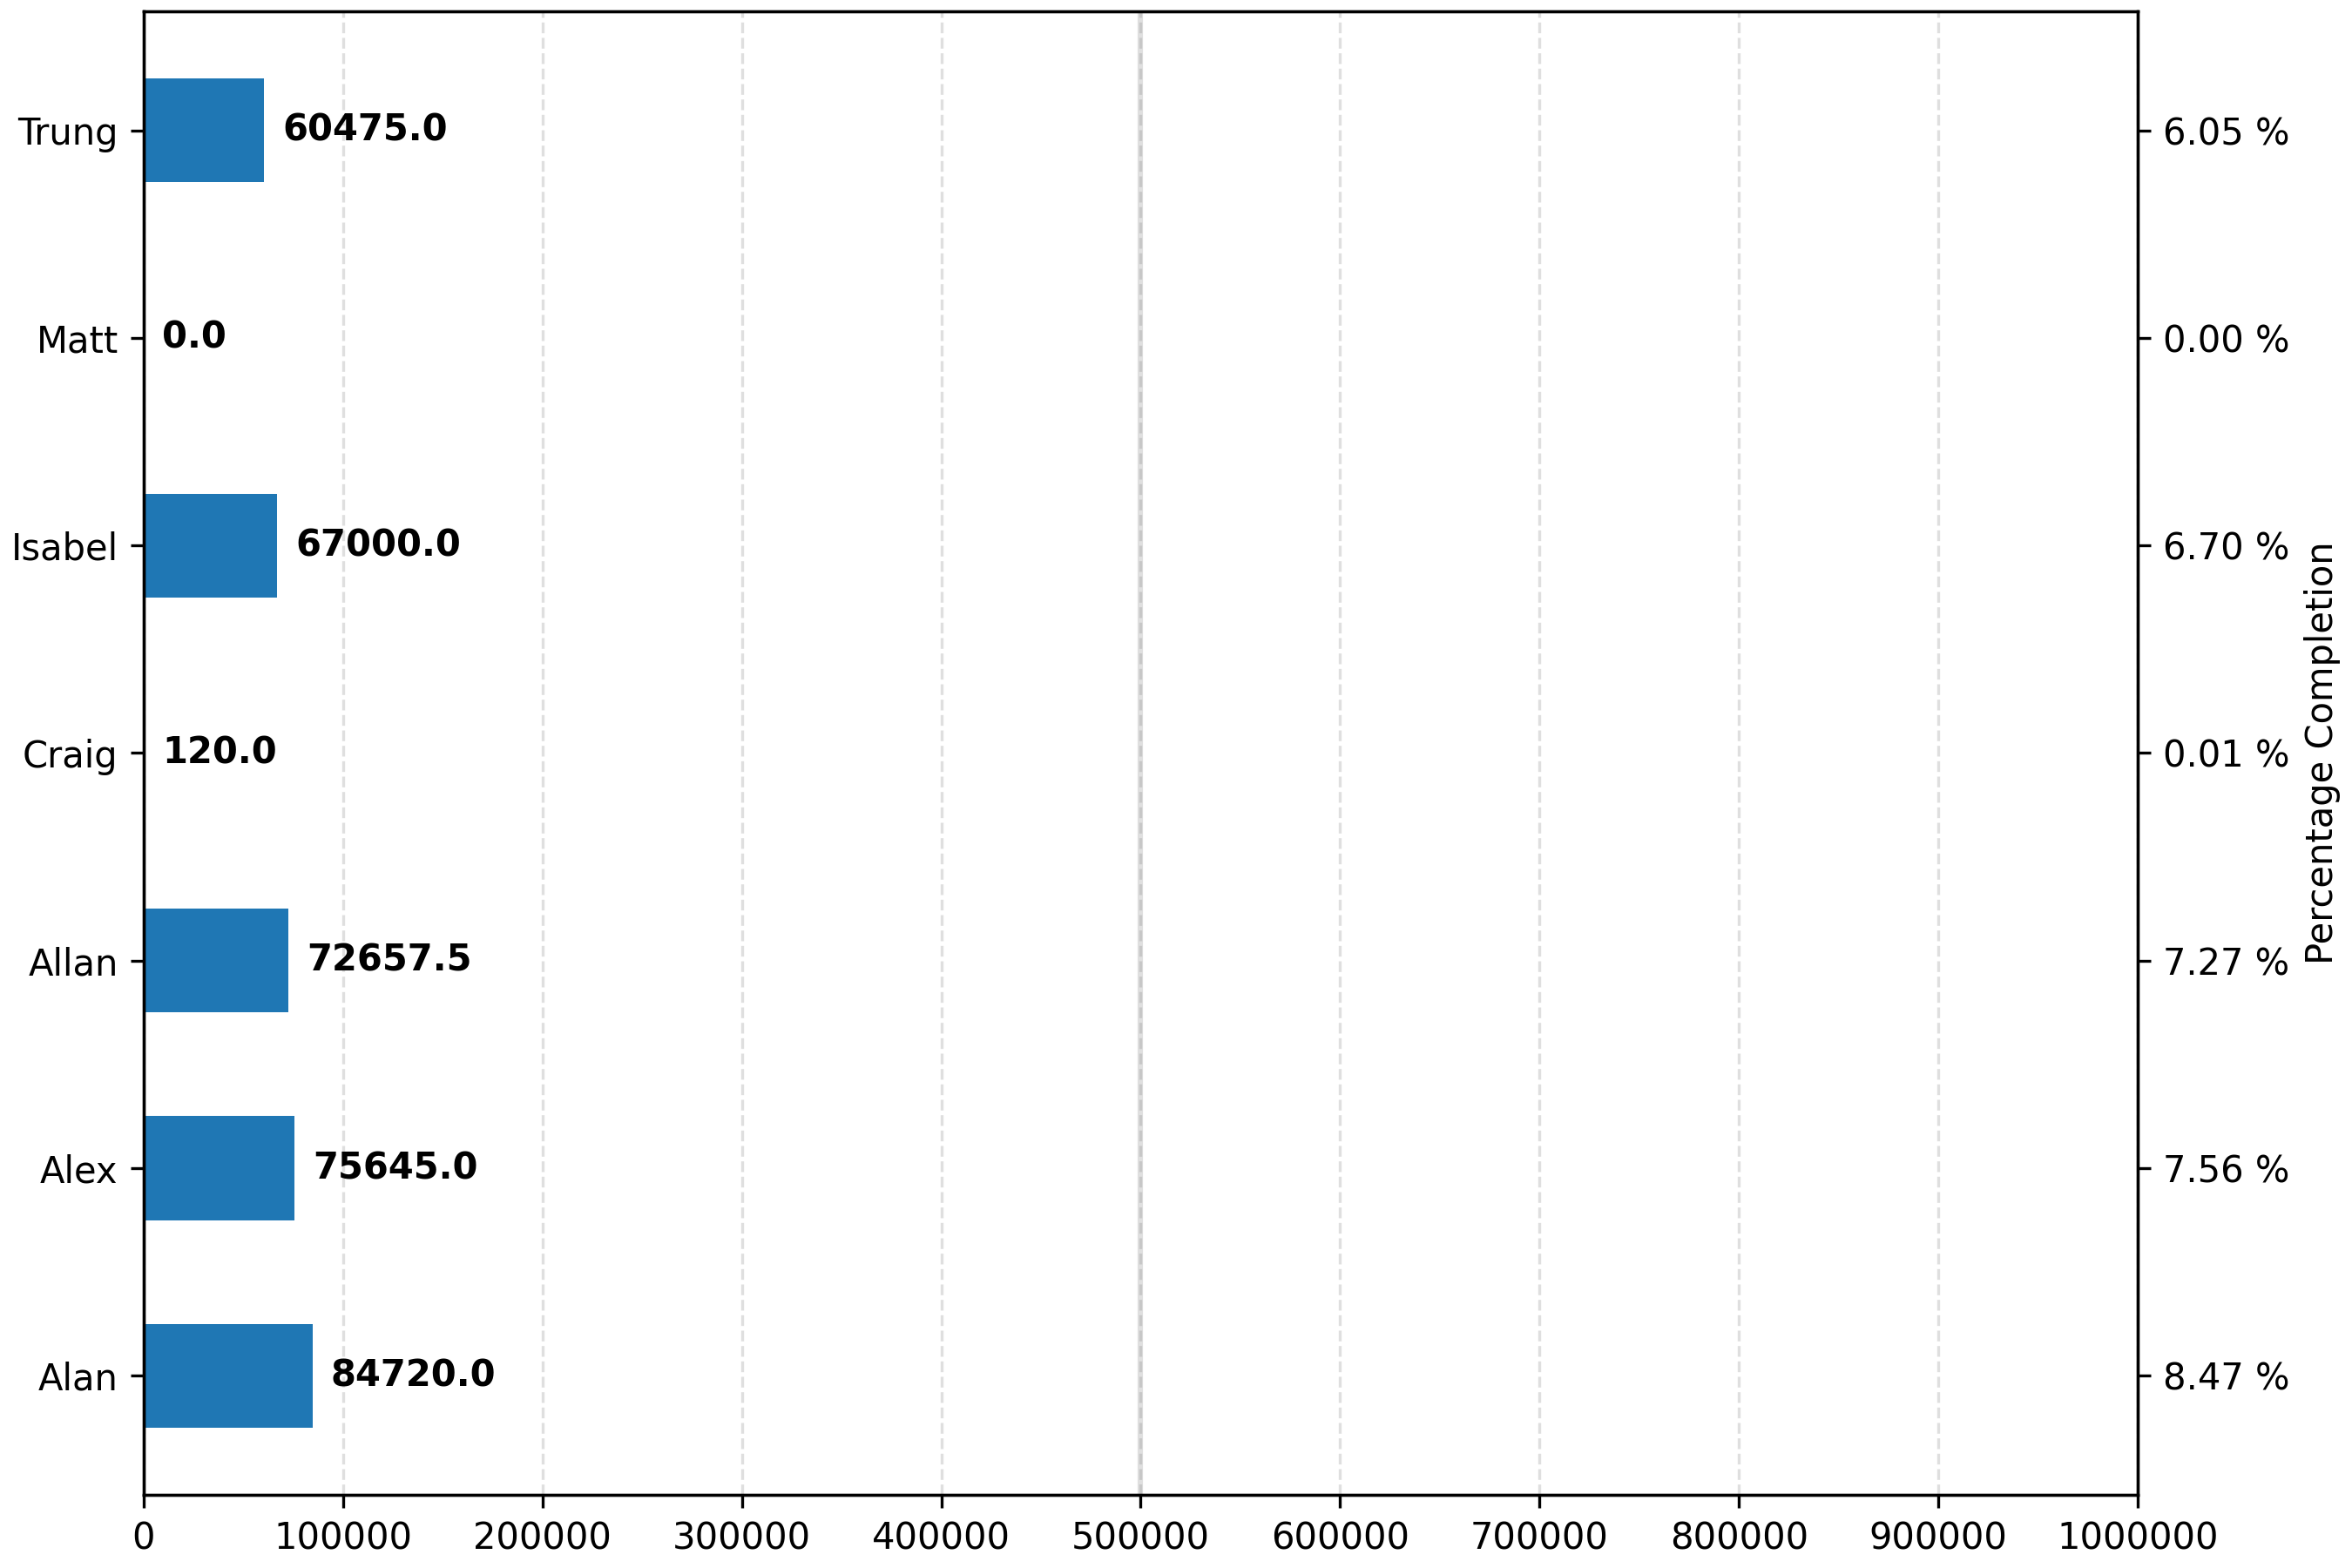 Trung 60475.0 6.05 %
Matt 0.0 0.00 %
Isabel 67000.0 6.70 %
Craig 120.0 0.01 %
Allan 72657.5 7.27 %
Alex 75645.0 7.56 %
Alan 84720.0 8.47 %
Percentage Completion
0 100000 200000 300000 400000 500000 600000 700000 800000 900000 1000000